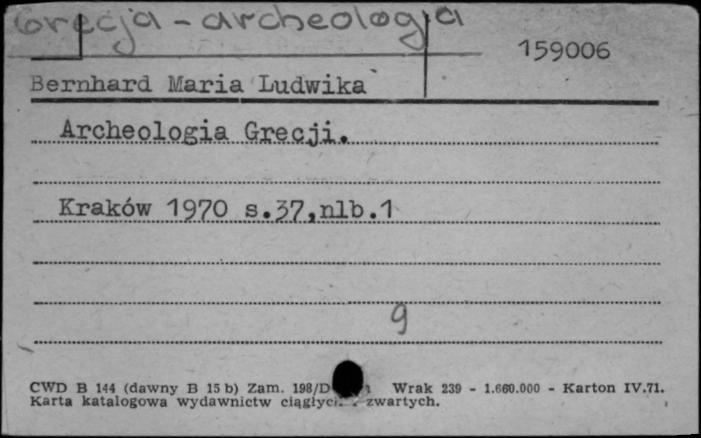 Grecja - archeologja
159006
Bernhard Maria Ludwika
Archeologia Grecji.
Kraków 1970 s.37,nlb.1
9
CWD B 144 (dawny B 15 b) Zam. 198/D Wrak 239 - 1.660.000 - Karton IV.71.
Karta katalogowa wydawnictw zwartych.